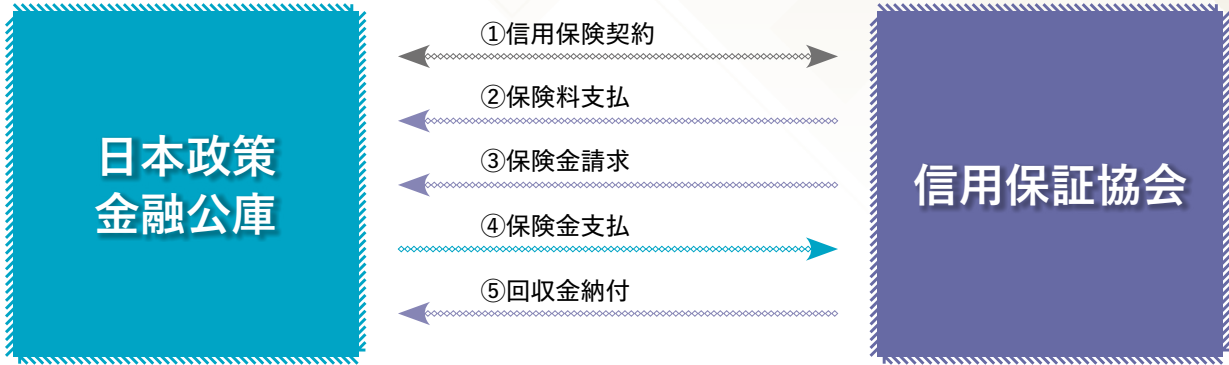 日本政策
金融公庫
①信用保険契約
②保険料支払
③保険金請求
④保険金支払
⑤回収金納付
信用保証協会